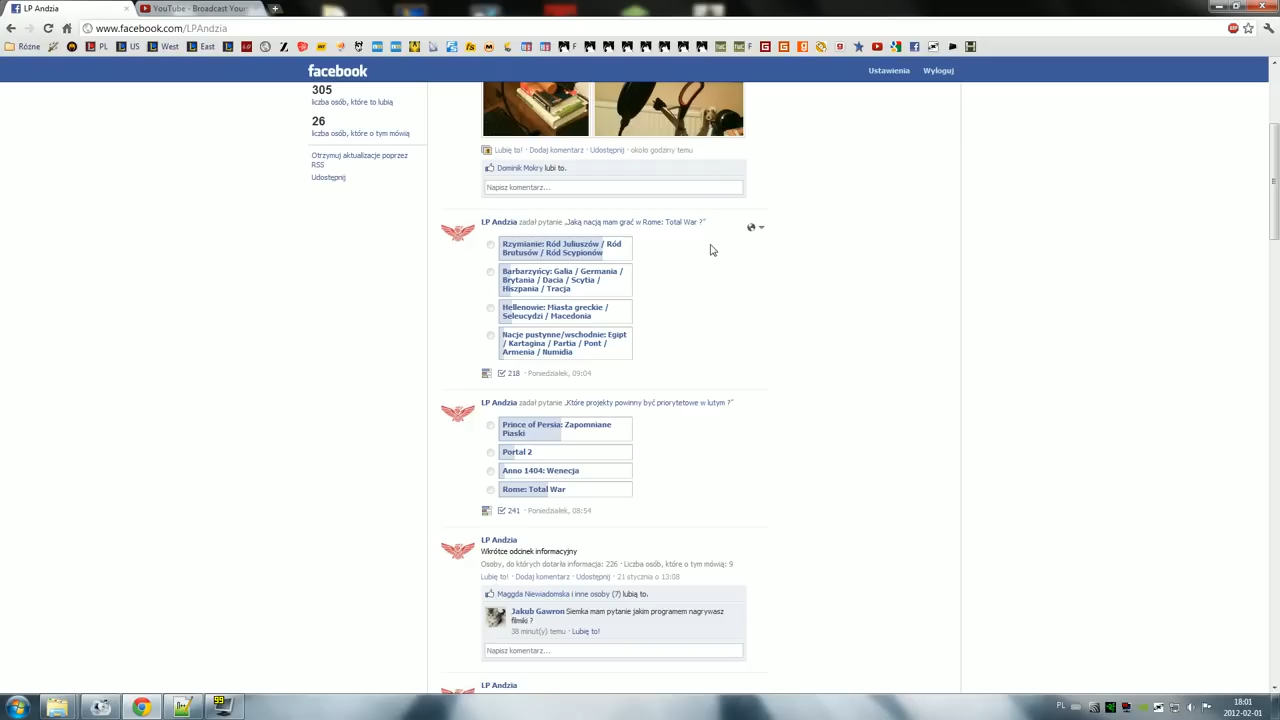 LP Andzia
YouTube - Broadcast Your
www.facebook.com/LPAndzia
Różne
PL
US
West
East
F
F
facebook
Ustawienia
Wyloguj
305
liczba osób, które to lubią
26
liczba osób, które o tym mówią
Otrzymuj aktualizacje poprzez
RSS
Udostępnij
Lubię to! · Dodaj komentarz · Udostępnij · około godziny temu
Dominik Mokry lubi to.
Napisz komentarz...
LP Andzia zadał pytanie „Jaką nacją mam grać w Rome: Total War ?”
Rzymianie: Ród Juliuszów / Ród
Brutusów / Ród Scypionów
Barbarzyńcy: Galia / Germania /
Brytania / Dacia / Scytia /
Hiszpania / Tracja
Hellenowie: Miasta greckie /
Seleucydzi / Macedonia
Nacje pustynne/wschodnie: Egipt
/ Kartagina / Partia / Pont /
Armenia / Numidia
218 · Poniedziałek, 09:04
LP Andzia zadał pytanie „Które projekty powinny być priorytetowe w lutym ?”
Prince of Persia: Zapomniane
Piaski
Portal 2
Anno 1404: Wenecja
Rome: Total War
241 · Poniedziałek, 08:54
LP Andzia
Wkrótce odcinek informacyjny
Osoby, do których dotarła informacja: 226 · Liczba osób, które o tym mówią: 9
Lubię to! · Dodaj komentarz · Udostępnij · 21 stycznia o 13:08
Maggda Niewiadomska i inne osoby (7) lubią to.
Jakub Gawron Siemka mam pytanie jakim programem nagrywasz
filmiki ?
38 minut(y) temu · Lubię to!
Napisz komentarz...
LP Andzia
99
PL
18:01
2012-02-01